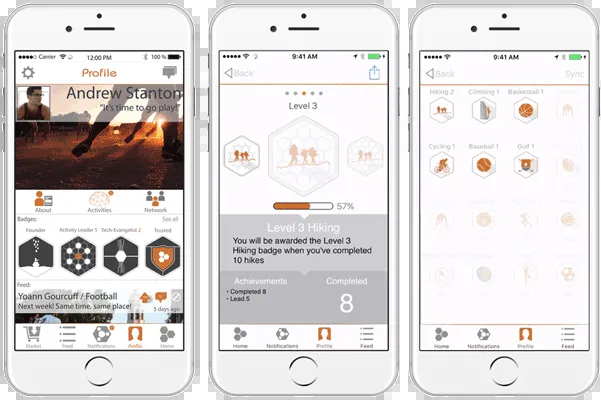 Carrier 12:00 PM 100%
Profile
Andrew Stanton
"It's time to go play!"
About Activities Network
Badges: See all
Founder Activity Leader 5 Tech-Evangelist 2 Trusted
Feed:
Yoann Gourcuff / Football
Next week! Same time, same place!
5 days ago
Market Feed Notifications Profile Home
9:41 AM
Back
Level 3
57%
Level 3 Hiking
You will be awarded the Level 3
Hiking badge when you've completed
10 hikes
Achievements Completed
• Completed 8
• Lead 5
8
Home Notifications Profile Feed
9:41 AM
Back Sync
Hiking 2 Climbing 1 Basketball 1
Cycling 1 Baseball 1 Golf 1
Home Notifications Profile Feed